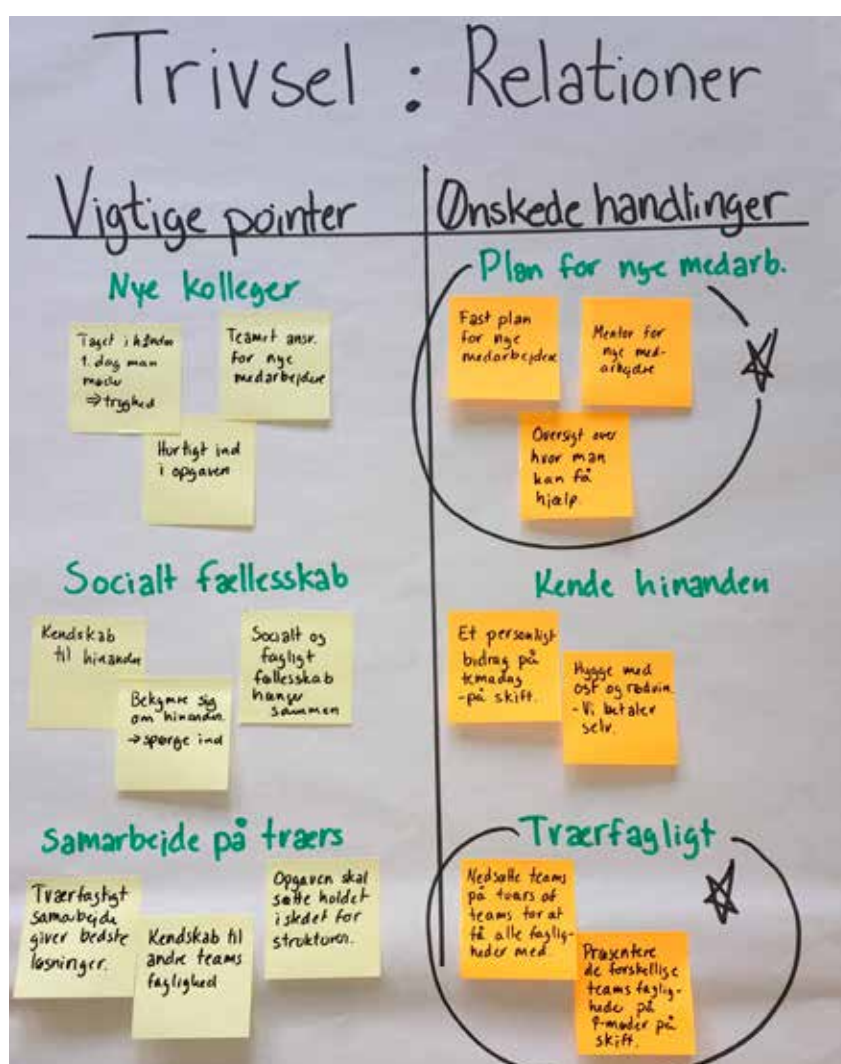 Trivsel : Relationer
Vigtige pointer
Nye kolleger
Taget i hånden
1. dag man
møder
⇒ tryghed
Teamet ansv.
for nye
medarbejdere
Hurtigt ind
i opgaven
Socialt fællesskab
Kendskab
til hinanden
Bekymre sig
om hinanden.
→ spørge ind
Socialt og
fagligt
fællesskab
hænger
sammen
Samarbejde på tværs
Tværfagligt
samarbejde
giver bedste
løsninger.
Kendskab til
andre teams
faglighed
Opgaven skal
sætte holdet
i stedet for
strukturen.
Ønskede handlinger
Plan for nye medarb.
Fast plan
for nye
medarbejdere
Mentor for
nye med-
arbejdre
Oversigt over
hvor man
kan få
hjælp.
Kende hinanden
Et personligt
bidrag på
temadag
-på skift.
Hygge med
ost og rødvin.
- Vi betaler
selv.
Tværfagligt
Nedsætte teams
på tværs af
teams for at
få alle faglig-
heder med.
Præsentere
de forskellige
teams faglig-
hede på
P-møder på
skift.